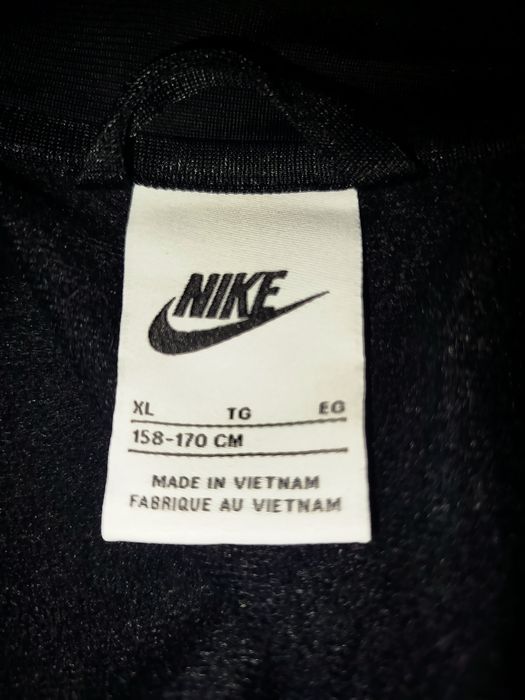 NIKE
XL TG EG
158-170 CM
MADE IN VIETNAM
FABRIQUE AU VIETNAM